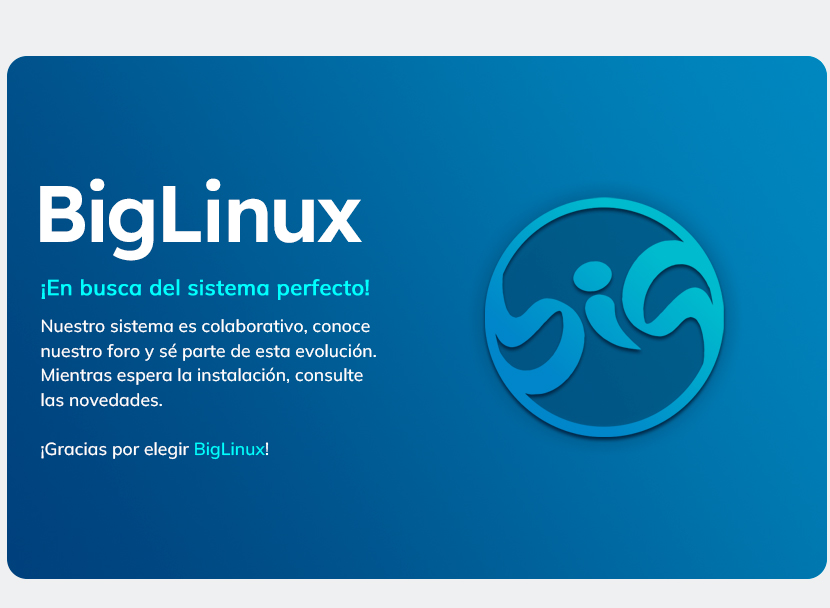 BigLinux
¡En busca del sistema perfecto!
Nuestro sistema es colaborativo, conoce
nuestro foro y sé parte de esta evolución.
Mientras espera la instalación, consulte
las novedades.
¡Gracias por elegir BigLinux!
big